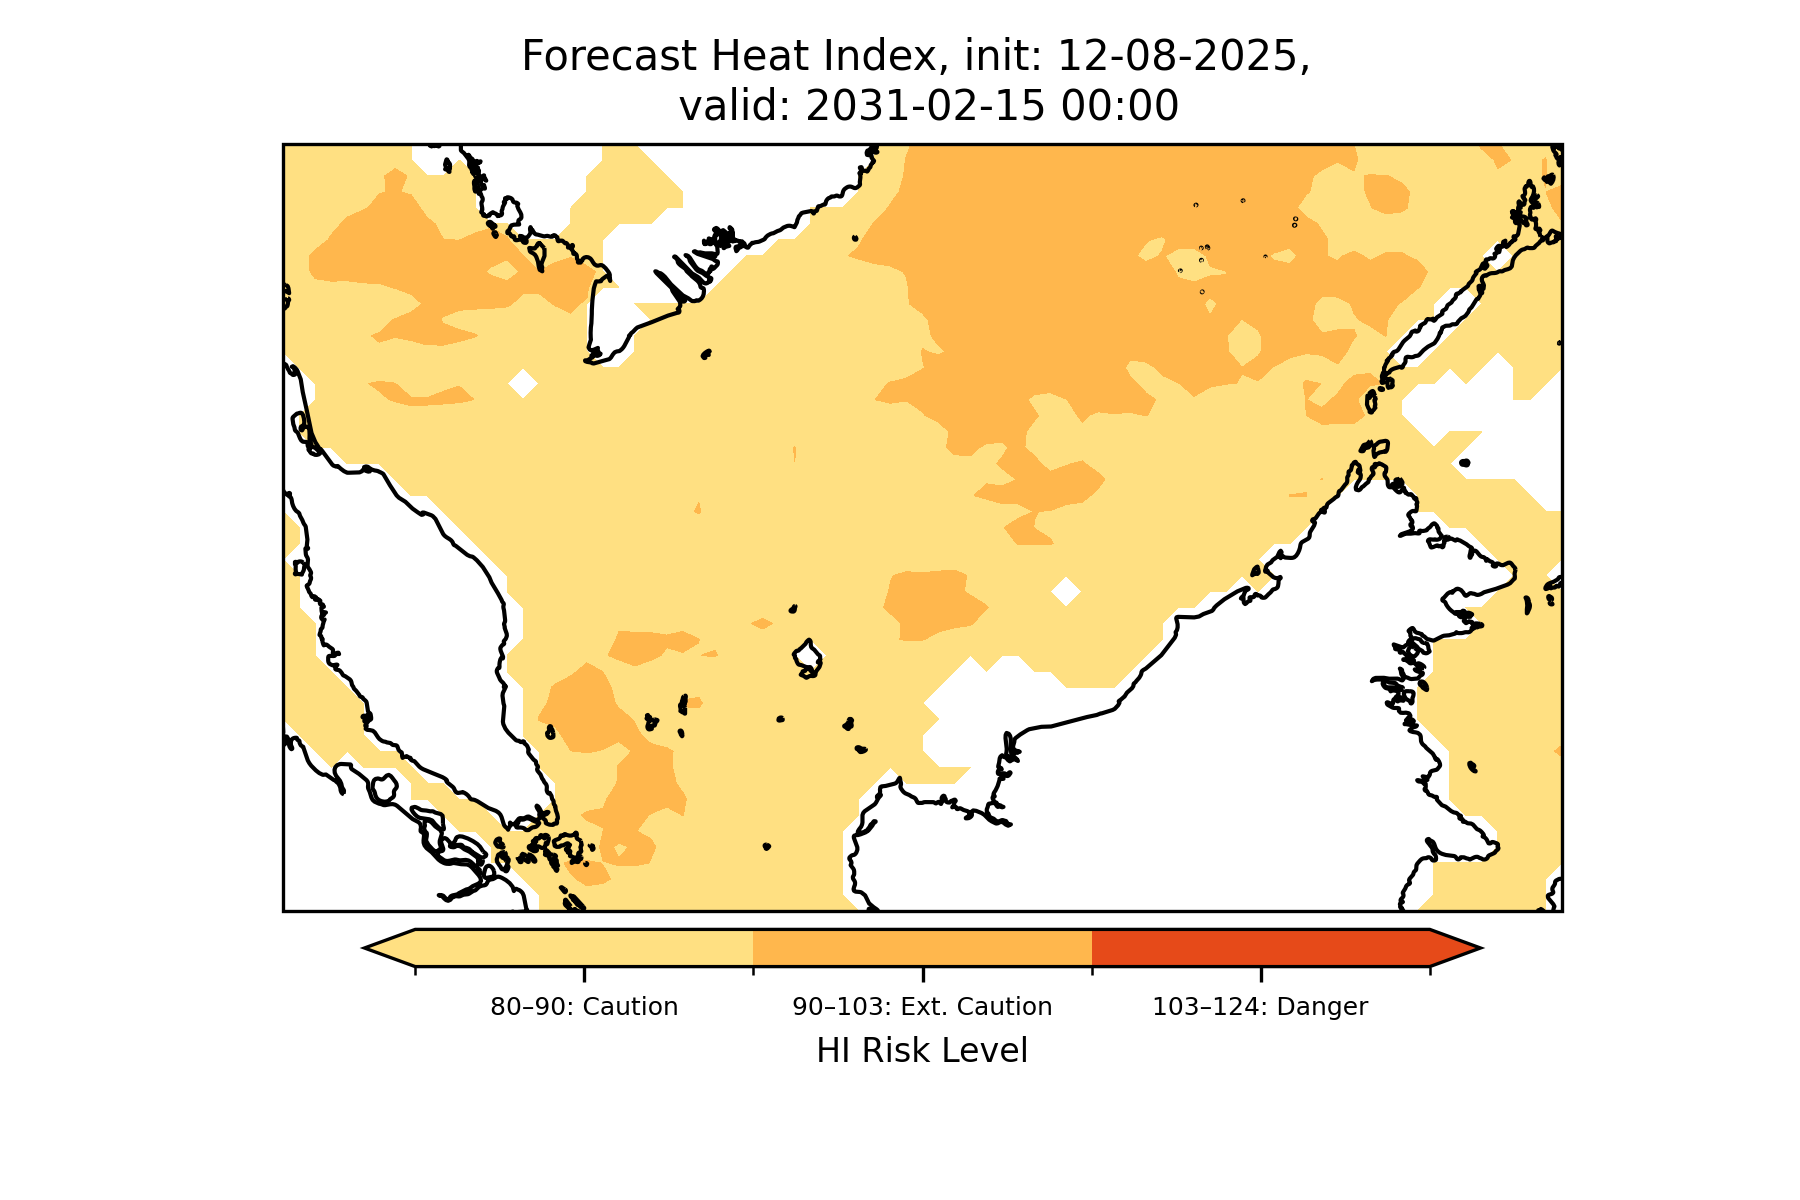 Forecast Heat Index, init: 12-08-2025,
valid: 2031-02-15 00:00
80–90: Caution
90–103: Ext. Caution
103–124: Danger
HI Risk Level